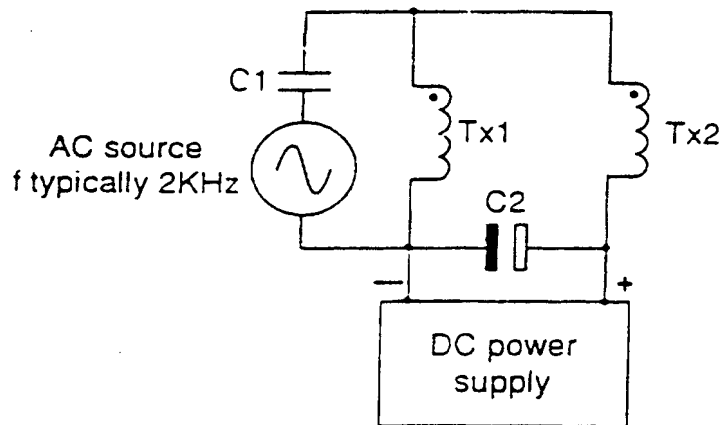 C1
Tx1
Tx2
AC source
f typically 2KHz
C2
— +
DC power
supply